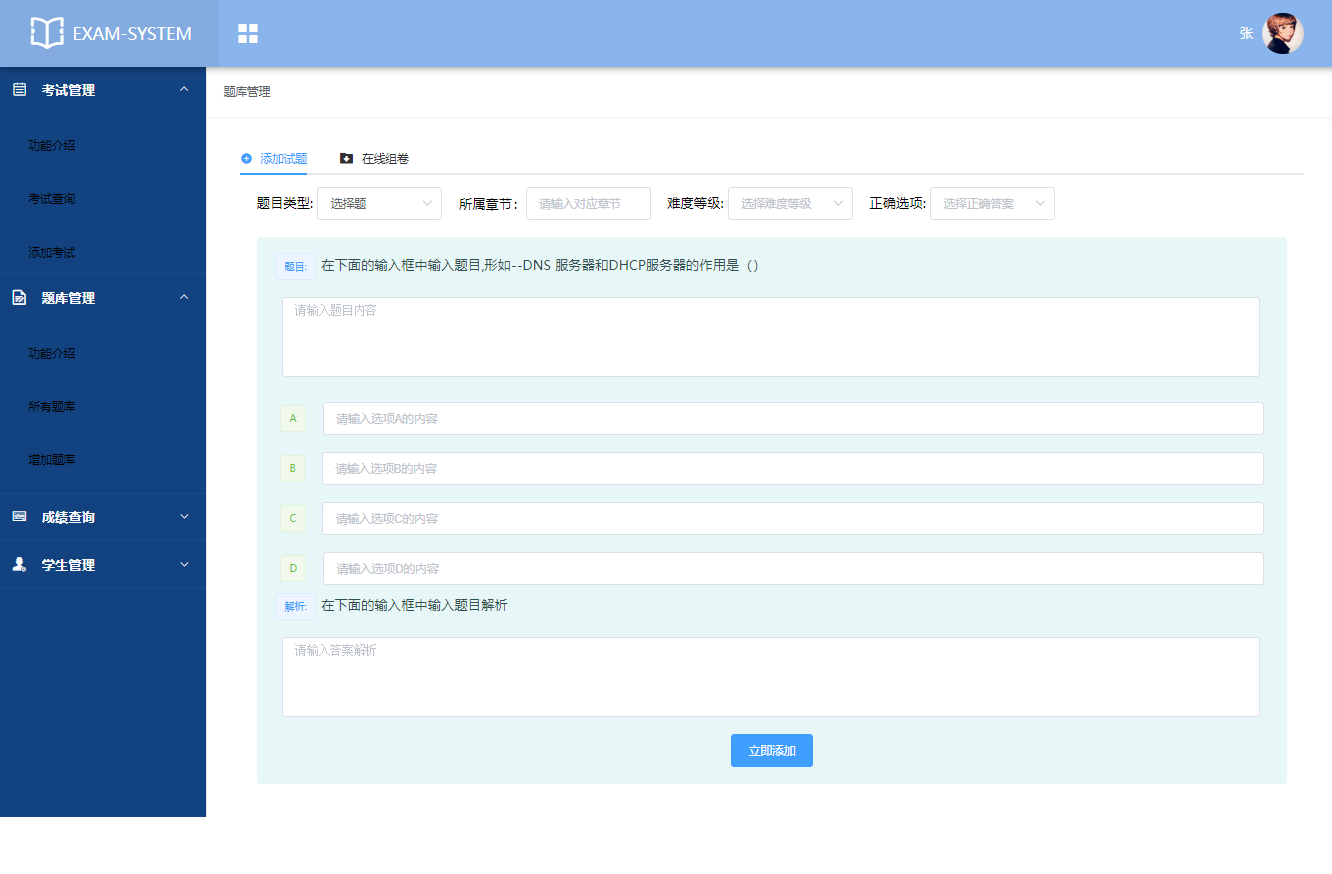 EXAM-SYSTEM
张
考试管理
功能介绍
考试查询
添加考试
题库管理
功能介绍
所有题库
增加题库
成绩查询
学生管理
题库管理
添加试题 在线组卷
题目类型: 选择题 所属章节： 请输入对应章节 难度等级: 选择难度等级 正确选项: 选择正确答案
题目: 在下面的输入框中输入题目,形如--DNS 服务器和DHCP服务器的作用是（）
请输入题目内容
A 请输入选项A的内容
B 请输入选项B的内容
C 请输入选项C的内容
D 请输入选项D的内容
解析: 在下面的输入框中输入题目解析
请输入答案解析
立即添加